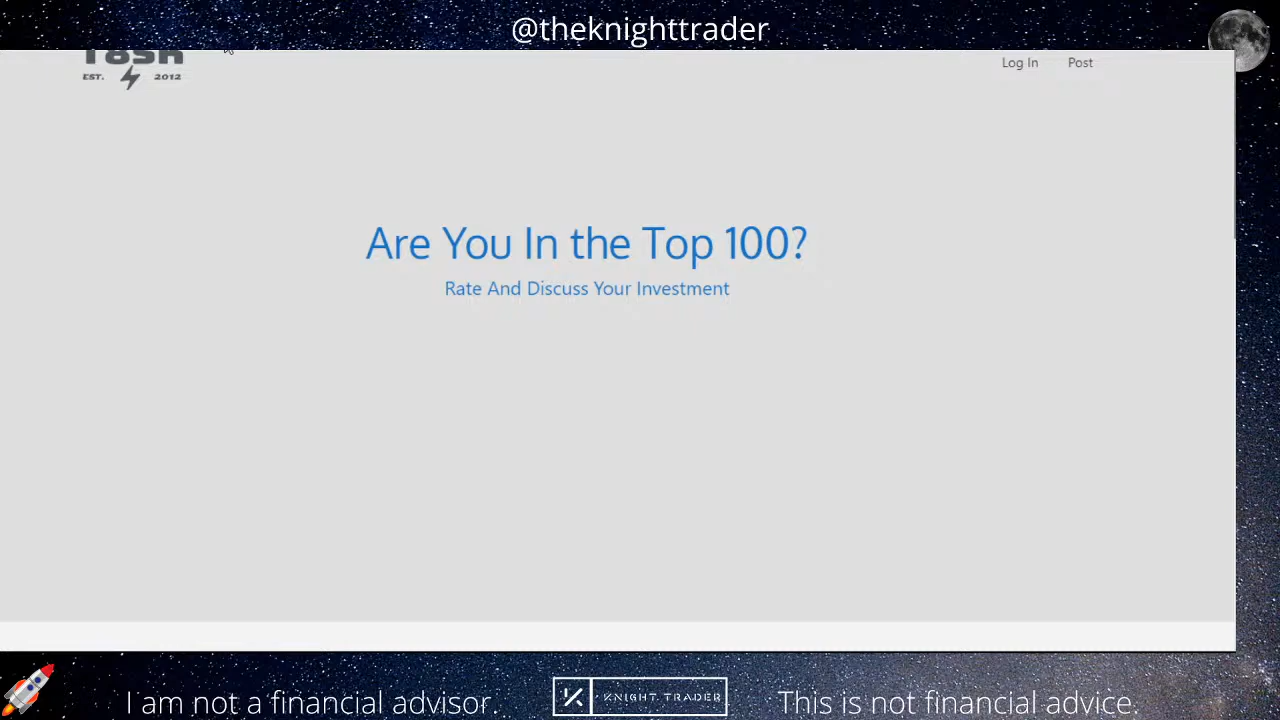 @theknighttrader
EST. 2012
Log In Post
Are You In the Top 100?
Rate And Discuss Your Investment
I am not a financial advisor.
KNIGHT TRADER
This is not financial advice.